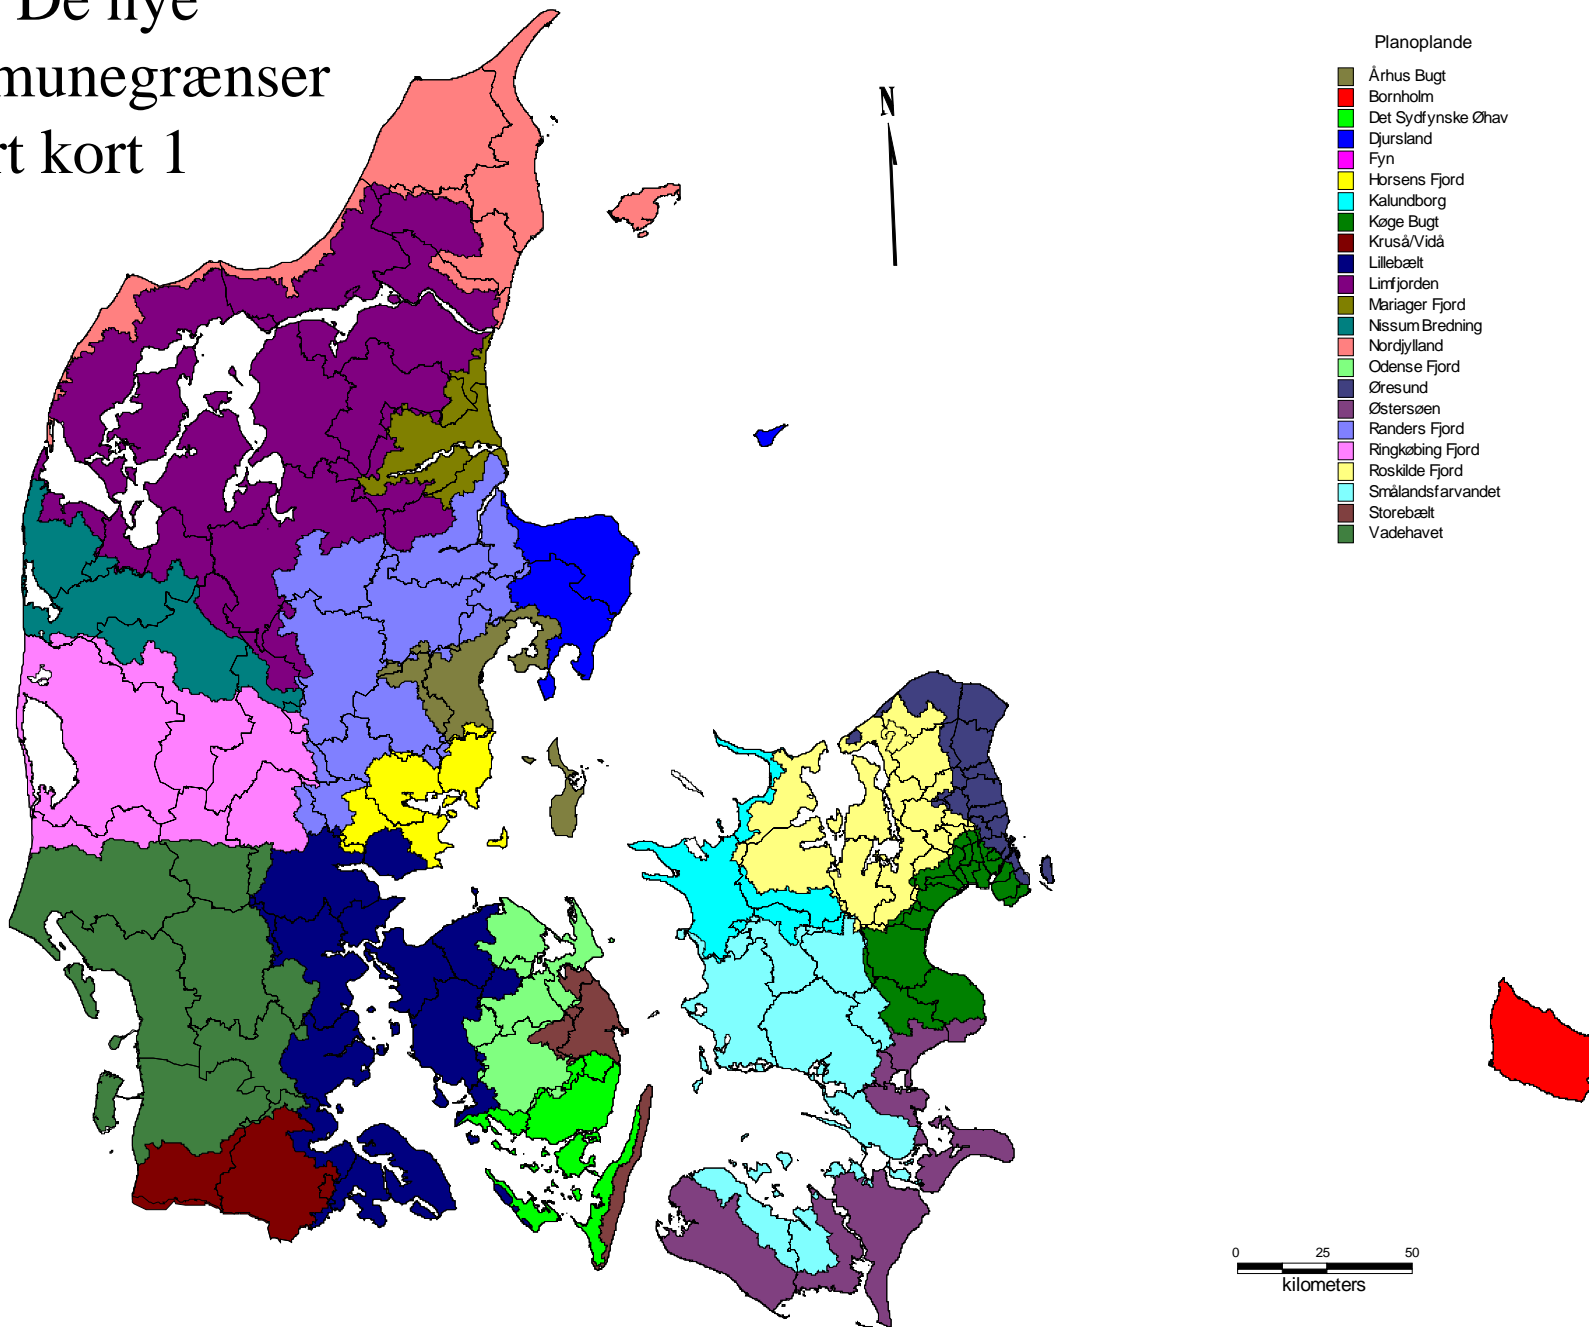 De nye
munegrænser
rt kort 1
N
Planoplande
Århus Bugt
Bornholm
Det Sydfynske Øhav
Djursland
Fyn
Horsens Fjord
Kalundborg
Køge Bugt
Kruså/Vidå
Lillebælt
Limfjorden
Mariager Fjord
Nissum Bredning
Nordjylland
Odense Fjord
Øresund
Østersøen
Randers Fjord
Ringkøbing Fjord
Roskilde Fjord
Smålandsfarvandet
Storebælt
Vadehavet
0 25 50
kilometers